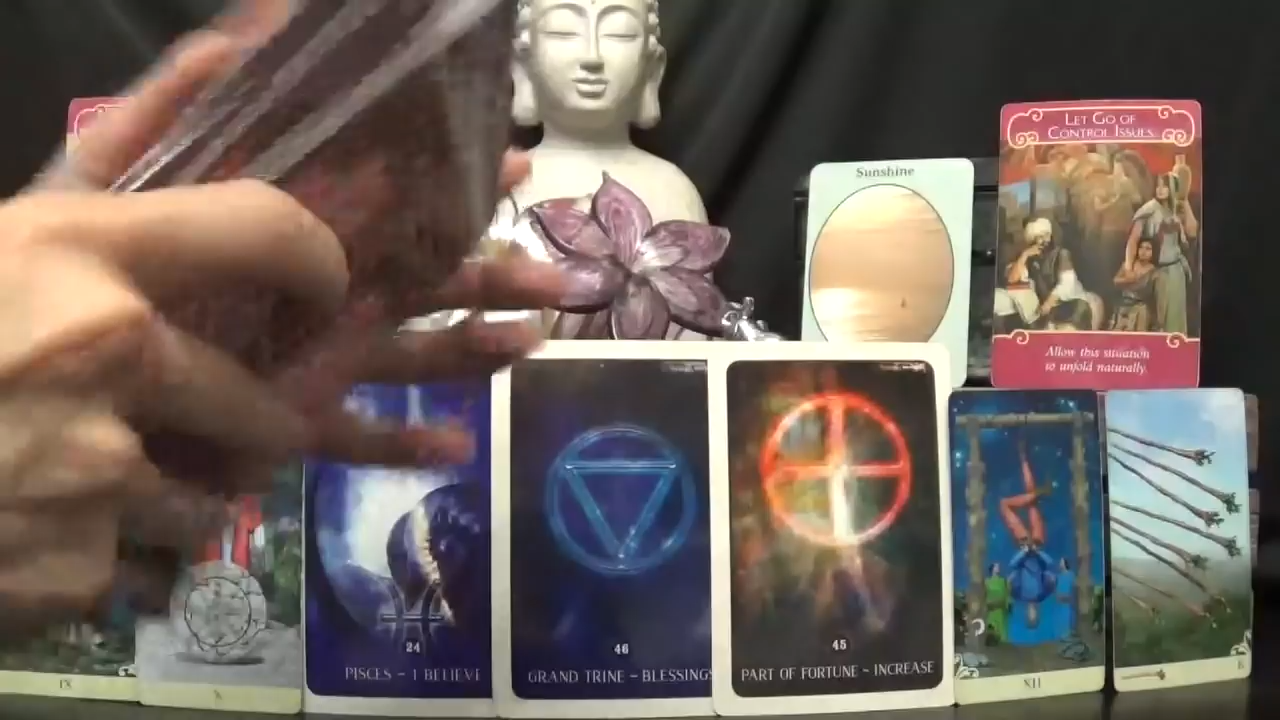 LET GO OF
CONTROL ISSUES
Sunshine
Allow this situation
to unfold naturally.
24
PISCES ~ I BELIEVE
46
GRAND TRINE ~ BLESSINGS
45
PART OF FORTUNE ~ INCREASE
IX
X
XII
8